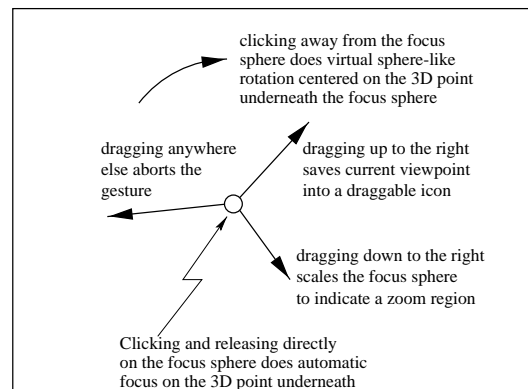 clicking away from the focus
sphere does virtual sphere-like
rotation centered on the 3D point
underneath the focus sphere
dragging anywhere
else aborts the
gesture
dragging up to the right
saves current viewpoint
into a draggable icon
dragging down to the right
scales the focus sphere
to indicate a zoom region
Clicking and releasing directly
on the focus sphere does automatic
focus on the 3D point underneath